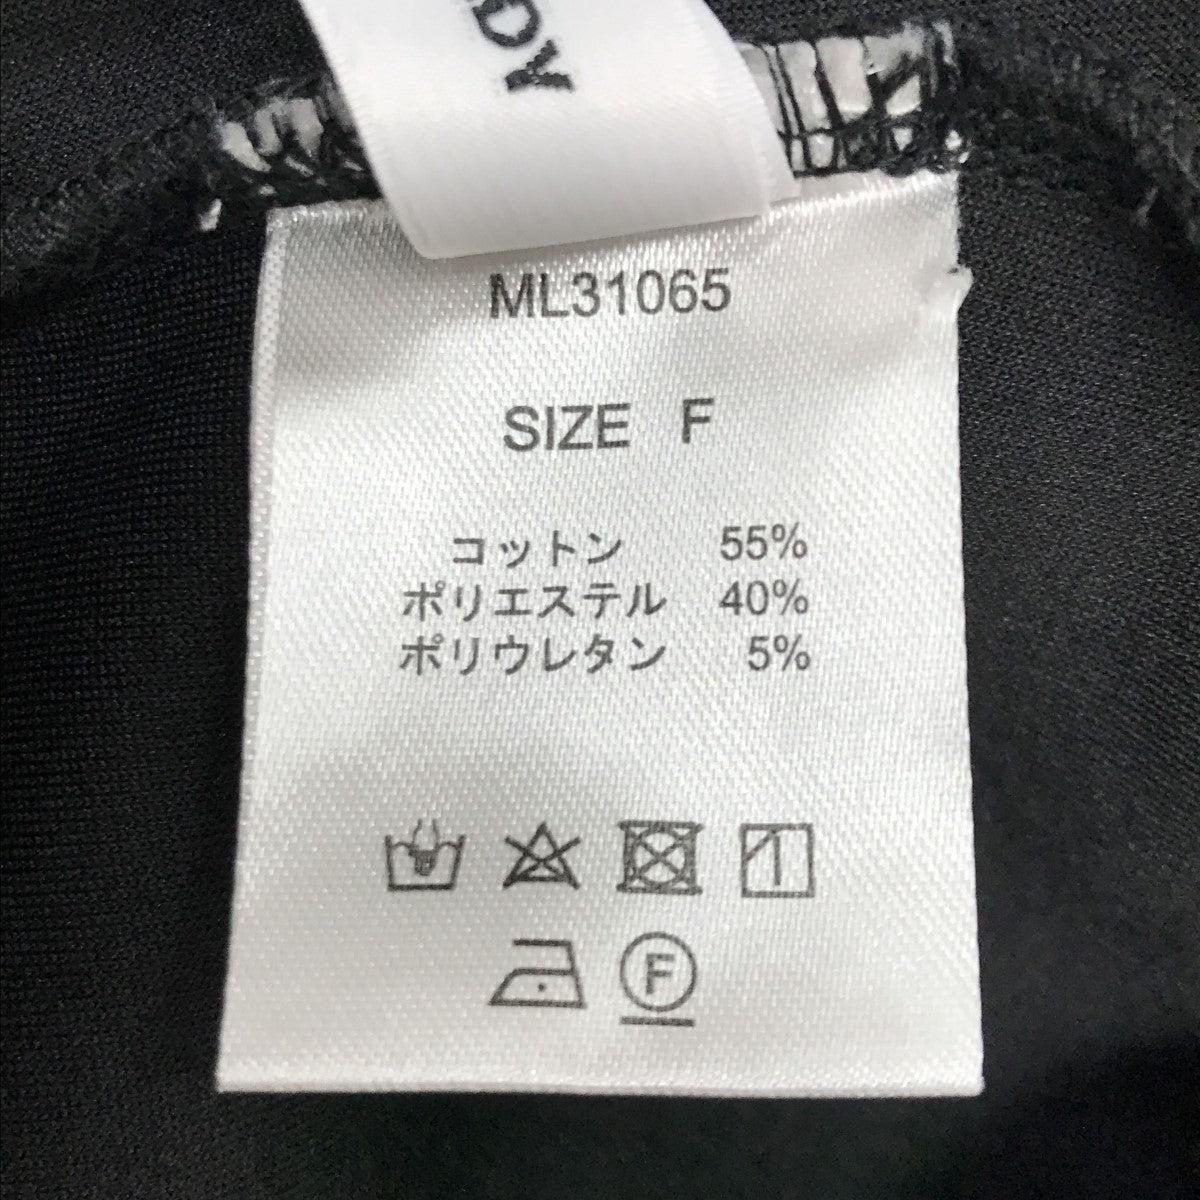 DY
ML31065
SIZE F
コットン 55%
ポリエステル 40%
ポリウレタン 5%
F